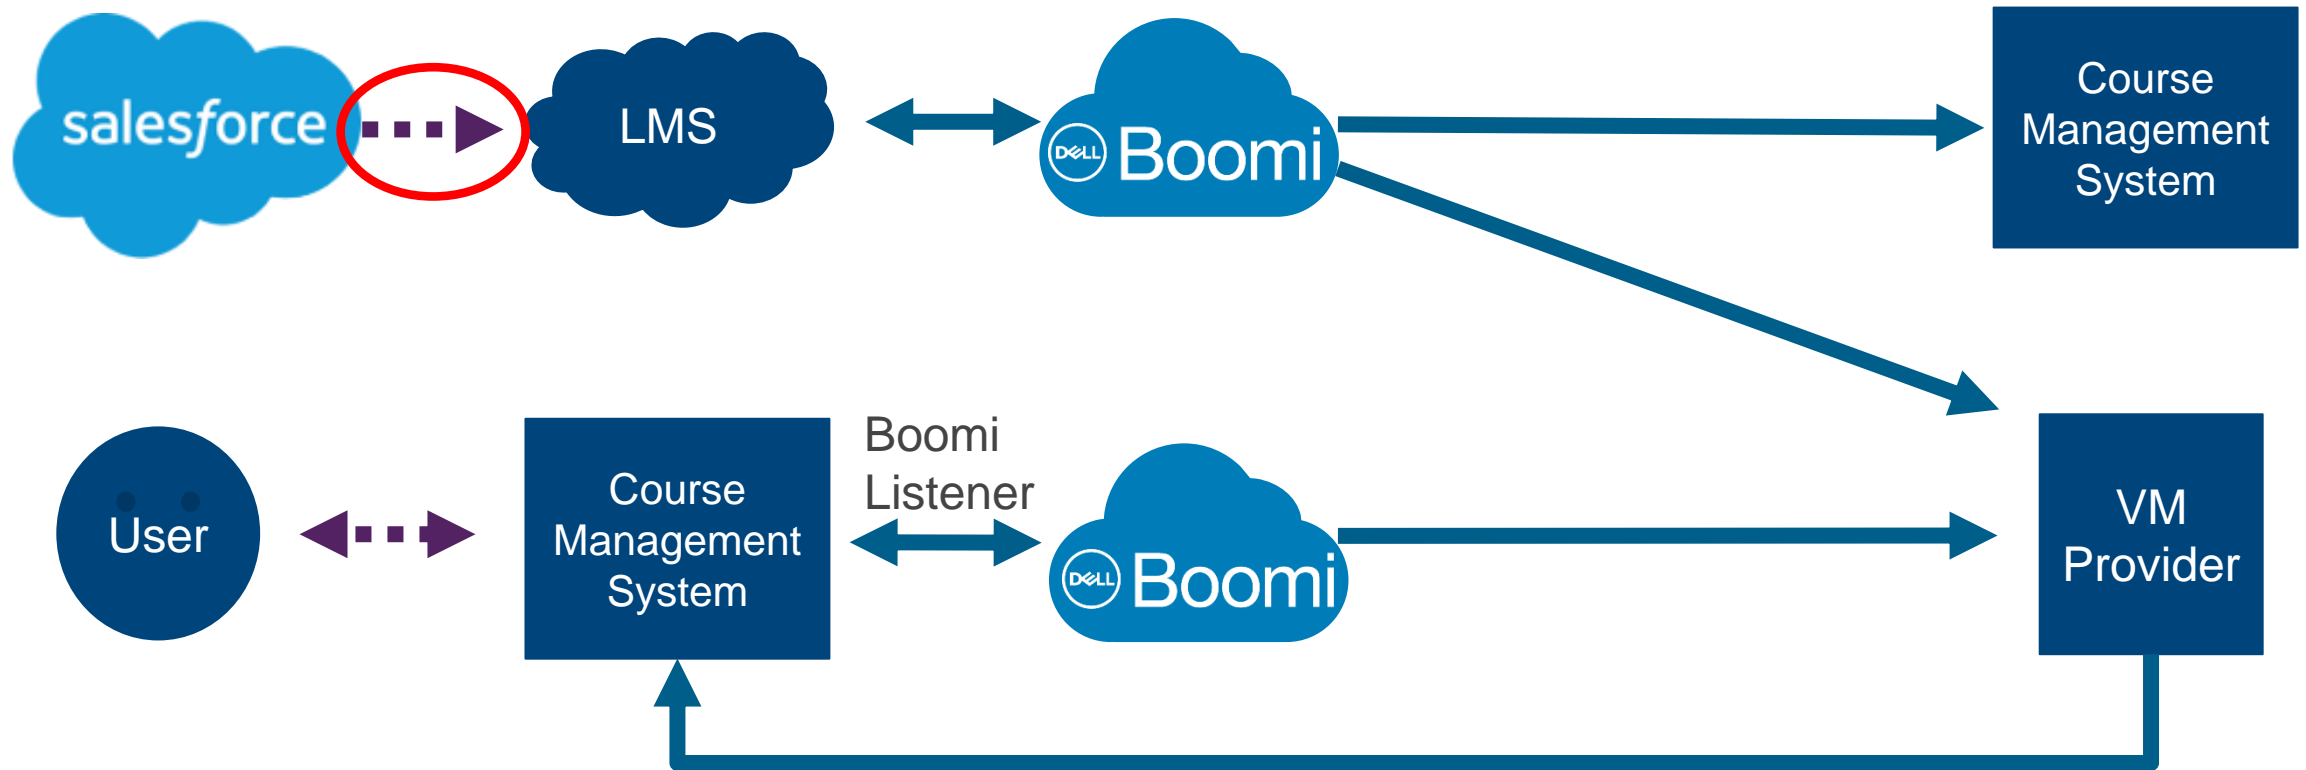 salesforce
LMS
DELL
Boomi
Course
Management
System
User
Course
Management
System
Boomi
Listener
DELL
Boomi
VM
Provider